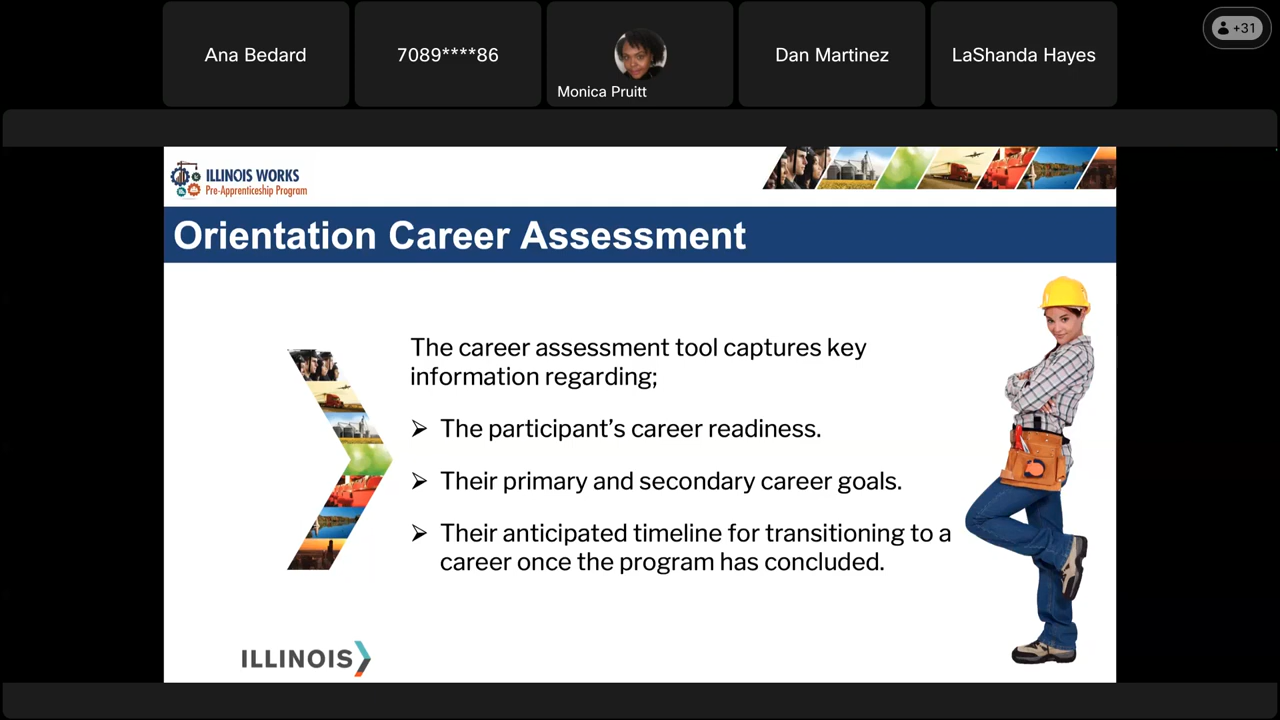 Ana Bedard
7089****86
Monica Pruitt
Dan Martinez
LaShanda Hayes
+31
ILLINOIS WORKS
Pre-Apprenticeship Program
Orientation Career Assessment
The career assessment tool captures key
information regarding;
➢ The participant’s career readiness.
➢ Their primary and secondary career goals.
➢ Their anticipated timeline for transitioning to a
career once the program has concluded.
ILLINOIS